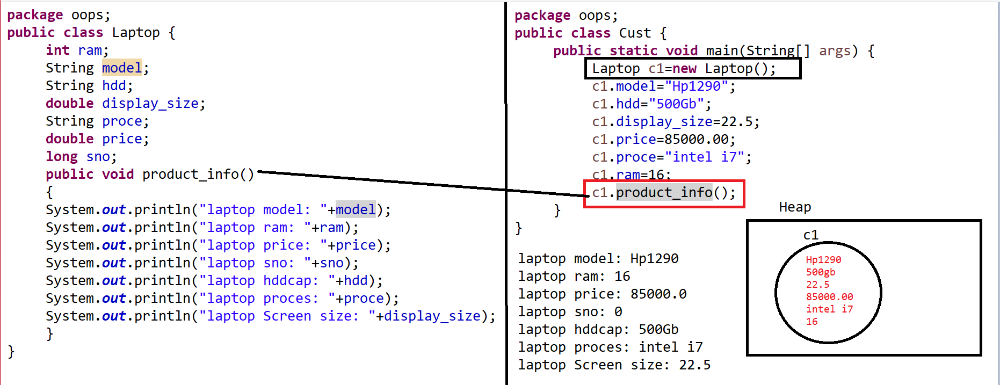 package oops;
public class Laptop {
int ram;
String model;
String hdd;
double display_size;
String proce;
double price;
long sno;
public void product_info()
{
System.out.println("laptop model: "+model);
System.out.println("laptop ram: "+ram);
System.out.println("laptop price: "+price);
System.out.println("laptop sno: "+sno);
System.out.println("laptop hddcap: "+hdd);
System.out.println("laptop proces: "+proce);
System.out.println("laptop Screen size: "+display_size);
}
}
package oops;
public class Cust {
public static void main(String[] args) {
Laptop c1=new Laptop();
c1.model="Hp1290";
c1.hdd="500Gb";
c1.display_size=22.5;
c1.price=85000.00;
c1.proce="intel i7";
c1.ram=16;
c1.product_info();
}
}
laptop model: Hp1290
laptop ram: 16
laptop price: 85000.0
laptop sno: 0
laptop hddcap: 500Gb
laptop proces: intel i7
laptop Screen size: 22.5
Heap
c1
Hp1290
500gb
22.5
85000.00
intel i7
16